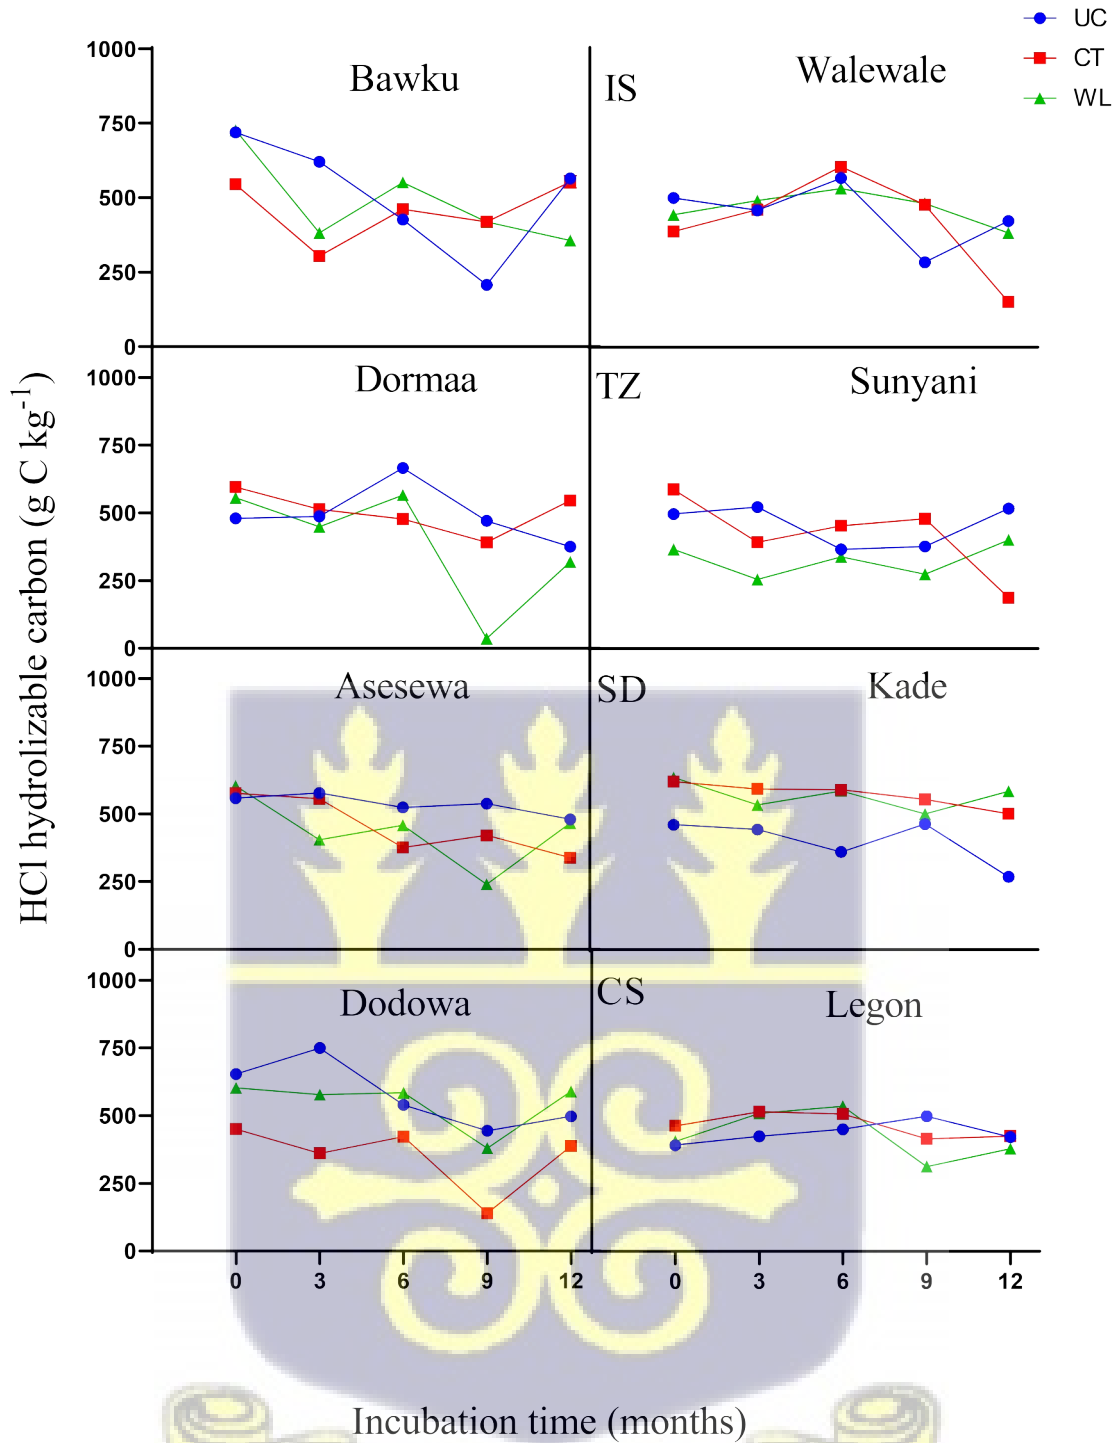 UC
CT
WL
Bawku
IS
Walewale
1000
750
500
250
0
Dormaa
TZ
Sunyani
1000
750
500
250
0
Asesewa
SD
Kade
1000
750
500
250
0
Dodowa
CS
Legon
1000
750
500
250
0
0 3 6 9 12
0 3 6 9 12
HCl hydrolizable carbon (g C kg⁻¹)
Incubation time (months)